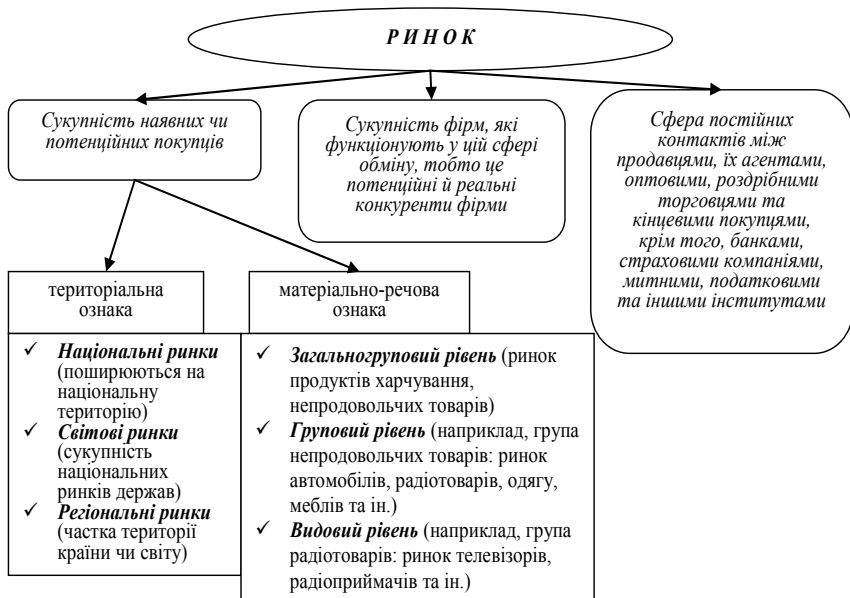 Р И Н О К
Сукупність наявних чи
потенційних покупців
Сукупність фірм, які
функціонують у цій сфері
обміну, тобто це
потенційні й реальні
конкуренти фірми
Сфера постійних
контактів між
продавцями, їх агентами,
оптовими, роздрібними
торговцями та
кінцевими покупцями,
крім того, банками,
страховими компаніями,
митними, податковими
та іншими інститутами
територіальна
ознака
✓ Національні ринки
(поширюються на
національну
територію)
✓ Світові ринки
(сукупність
національних
ринків держав)
✓ Регіональні ринки
(частка території
країни чи світу)
матеріально-речова
ознака
✓ Загальногруповий рівень (ринок
продуктів харчування,
непродовольчих товарів)
✓ Груповий рівень (наприклад, група
непродовольчих товарів: ринок
автомобілів, радіотоварів, одягу,
меблів та ін.)
✓ Видовий рівень (наприклад, група
радіотоварів: ринок телевізорів,
радіоприймачів та ін.)